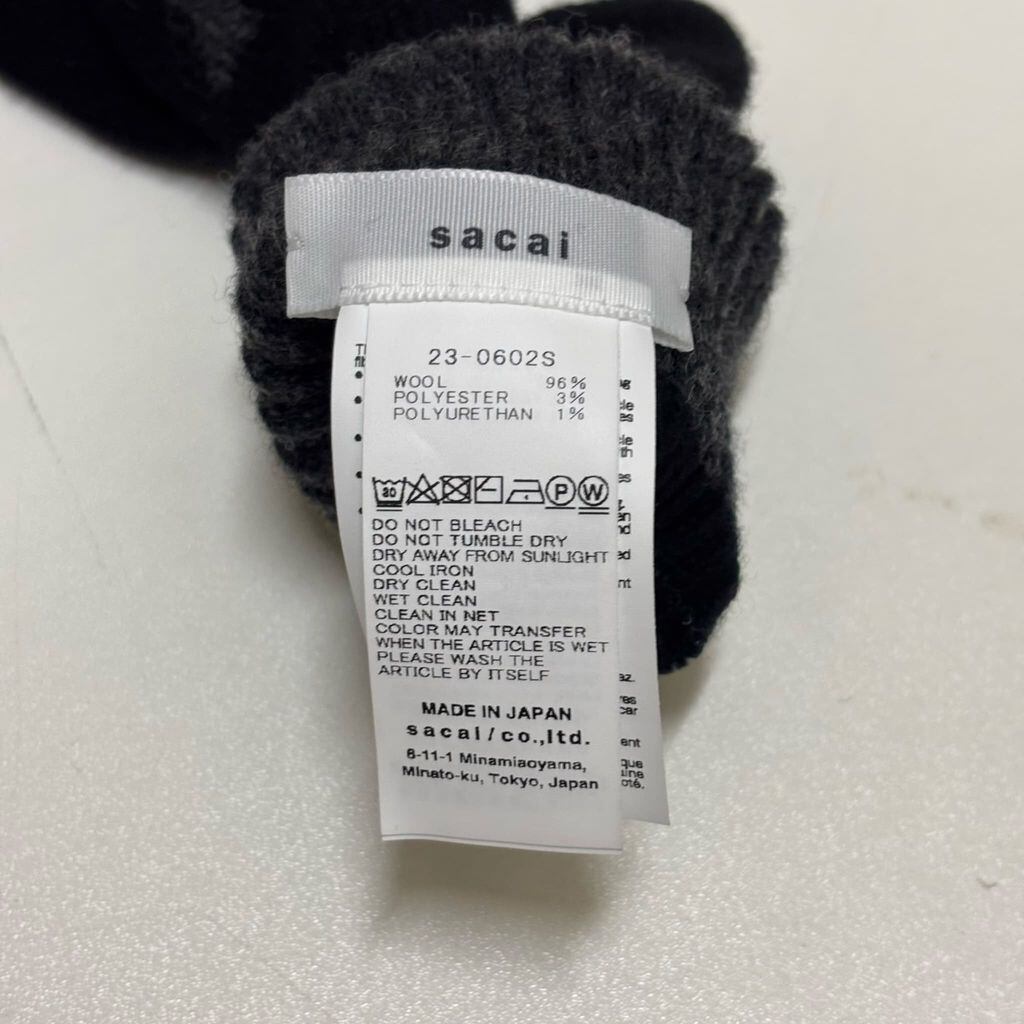 sacai
23-0602S
WOOL 96%
POLYESTER 3%
POLYURETHAN 1%
30 P W
DO NOT BLEACH
DO NOT TUMBLE DRY
DRY AWAY FROM SUNLIGHT
COOL IRON
DRY CLEAN
WET CLEAN
CLEAN IN NET
COLOR MAY TRANSFER
WHEN THE ARTICLE IS WET
PLEASE WASH THE
ARTICLE BY ITSELF
MADE IN JAPAN
sacai/co.,ltd.
6-11-1 Minamiaoyama,
Minato-ku, Tokyo, Japan